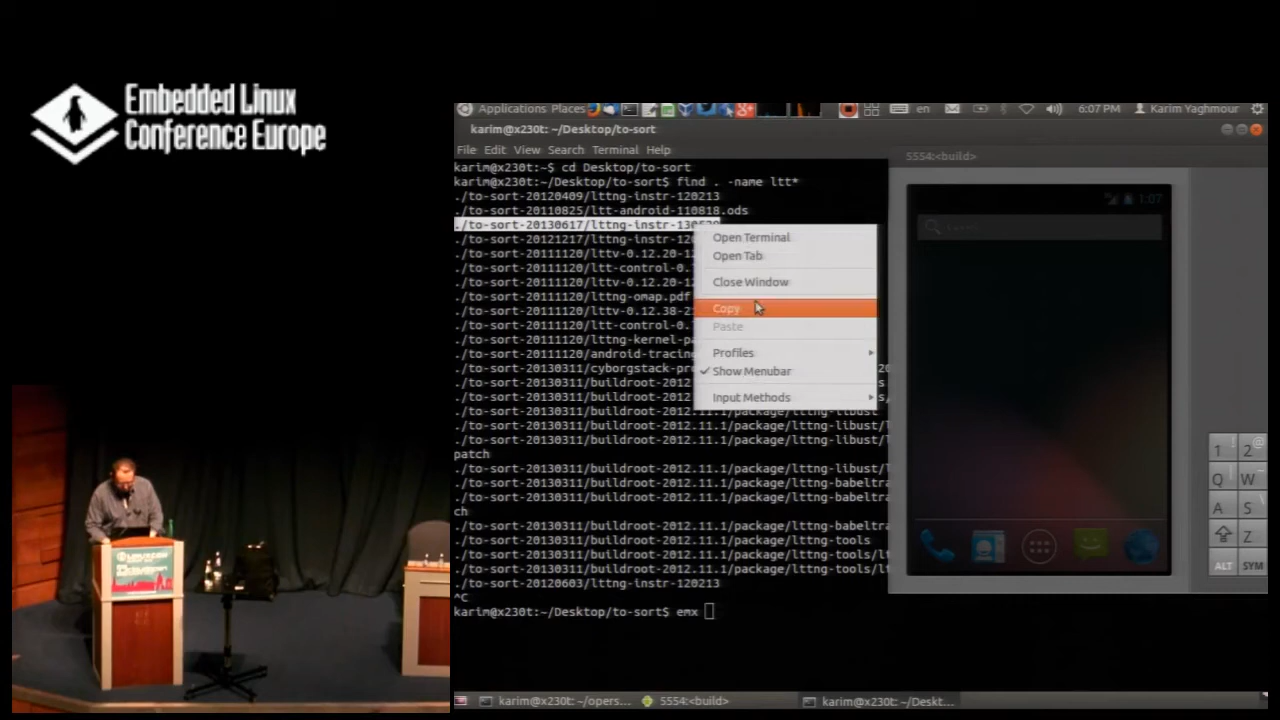 Embedded Linux
Conference Europe
Applications Places
en
6:07 PM
Karim Yaghmour
karim@x230t: ~/Desktop/to-sort
File Edit View Search Terminal Help
karim@x230t:~$ cd Desktop/to-sort
karim@x230t:~/Desktop/to-sort$ find . -name ltt*
./to-sort-20120409/lttng-instr-120213
./to-sort-20110825/ltt-android-110818.ods
./to-sort-20130617/lttng-instr-
./to-sort-20121217/lttng-instr-
./to-sort-20111120/lttv-0.12.20-
./to-sort-20111120/ltt-control-0.
./to-sort-20111120/lttv-0.12.20-
./to-sort-20111120/lttng-omap.pdf
./to-sort-20111120/lttv-0.12.38-
./to-sort-20111120/ltt-control-0.
./to-sort-20111120/lttng-kernel-
./to-sort-20111120/android-tracing
./to-sort-20130311/cyborgstack-
./to-sort-20130311/buildroot-2012
./to-sort-20130311/buildroot-2012
./to-sort-20130311/buildroot-2012.11.1/package/lttng-libust/
./to-sort-20130311/buildroot-2012.11.1/package/lttng-libust/l
./to-sort-20130311/buildroot-2012.11.1/package/lttng-libust/l
patch
./to-sort-20130311/buildroot-2012.11.1/package/lttng-libust/l
./to-sort-20130311/buildroot-2012.11.1/package/lttng-babeltra
./to-sort-20130311/buildroot-2012.11.1/package/lttng-babeltra
ch
./to-sort-20130311/buildroot-2012.11.1/package/lttng-babeltra
./to-sort-20130311/buildroot-2012.11.1/package/lttng-tools
./to-sort-20130311/buildroot-2012.11.1/package/lttng-tools/l
./to-sort-20130311/buildroot-2012.11.1/package/lttng-tools/l
./to-sort-20120603/lttng-instr-120213
^C
karim@x230t:~/Desktop/to-sort$ emx
Open Terminal
Open Tab
Close Window
Copy
Paste
Profiles
Show Menubar
Input Methods
5554:<build>
1:07
1 2 @
Q W
A S
Z
ALT SYM
karim@x230t: ~/opers...
5554:<build>
karim@x230t: ~/Deskt...
LINUXCON